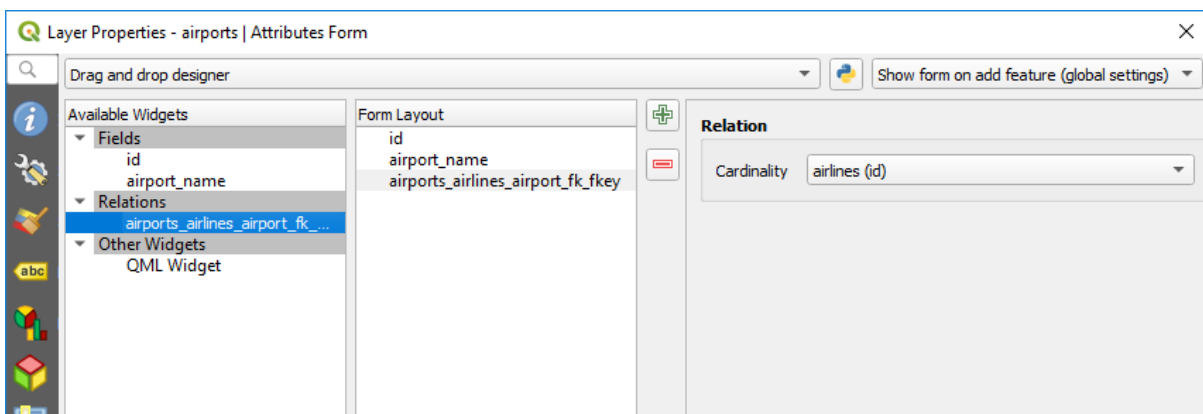 Layer Properties - airports | Attributes Form
Drag and drop designer
Show form on add feature (global settings)
Available Widgets
Fields
id
airport_name
Relations
airports_airlines_airport_fk_...
Other Widgets
QML Widget
Form Layout
id
airport_name
airports_airlines_airport_fk_fkey
Relation
Cardinality airlines (id)
abc